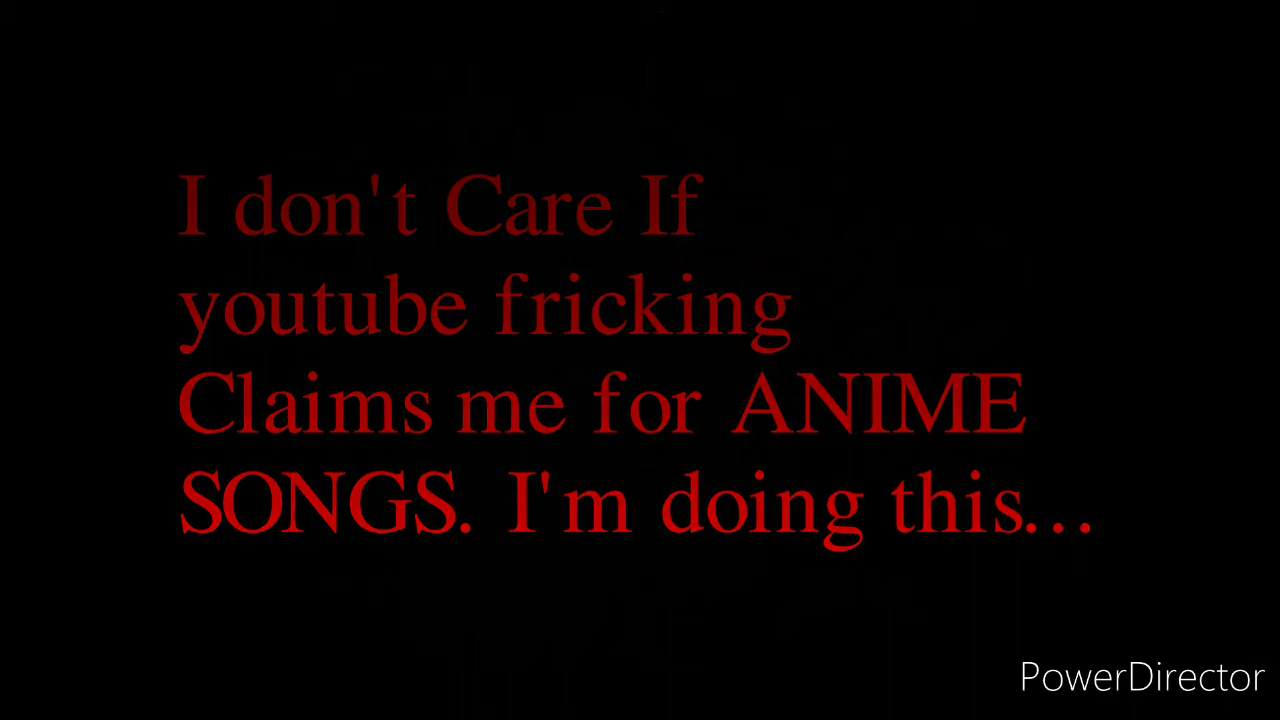 I don't Care If
youtube fricking
Claims me for ANIME
SONGS. I'm doing this...
PowerDirector